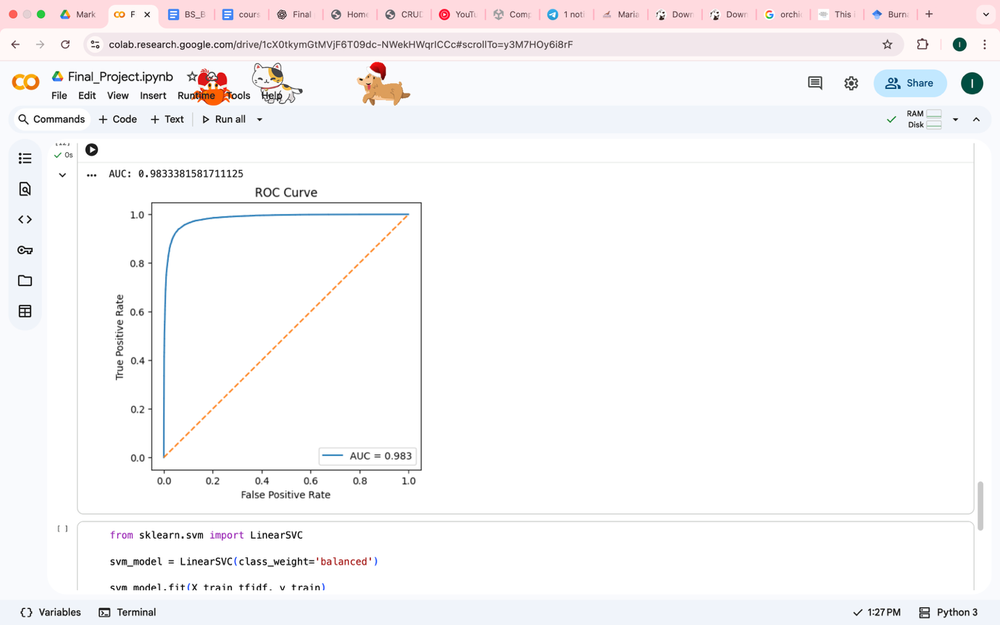 Mark
F
BS_B
cours
Final
Home
CRUD
YouTu
Comp
1 noti
Maria
Down
Down
orchi
This i
Burna
colab.research.google.com/drive/1cX0tkymGtMVjF6T09dc-NWekHWqrICCc#scrollTo=y3M7HOy6i8rF
I
Final_Project.ipynb
File Edit View Insert Runtime Tools Help
Share
I
Commands + Code + Text Run all
RAM
Disk
[12]
0s
AUC: 0.9833381581711125
ROC Curve
1.0
0.8
0.6
0.4
0.2
0.0
True Positive Rate
AUC = 0.983
0.0 0.2 0.4 0.6 0.8 1.0
False Positive Rate
[ ]
from sklearn.svm import LinearSVC
svm_model = LinearSVC(class_weight='balanced')
svm_model.fit(X_train_tfidf, y_train)
Variables
Terminal
1:27 PM
Python 3